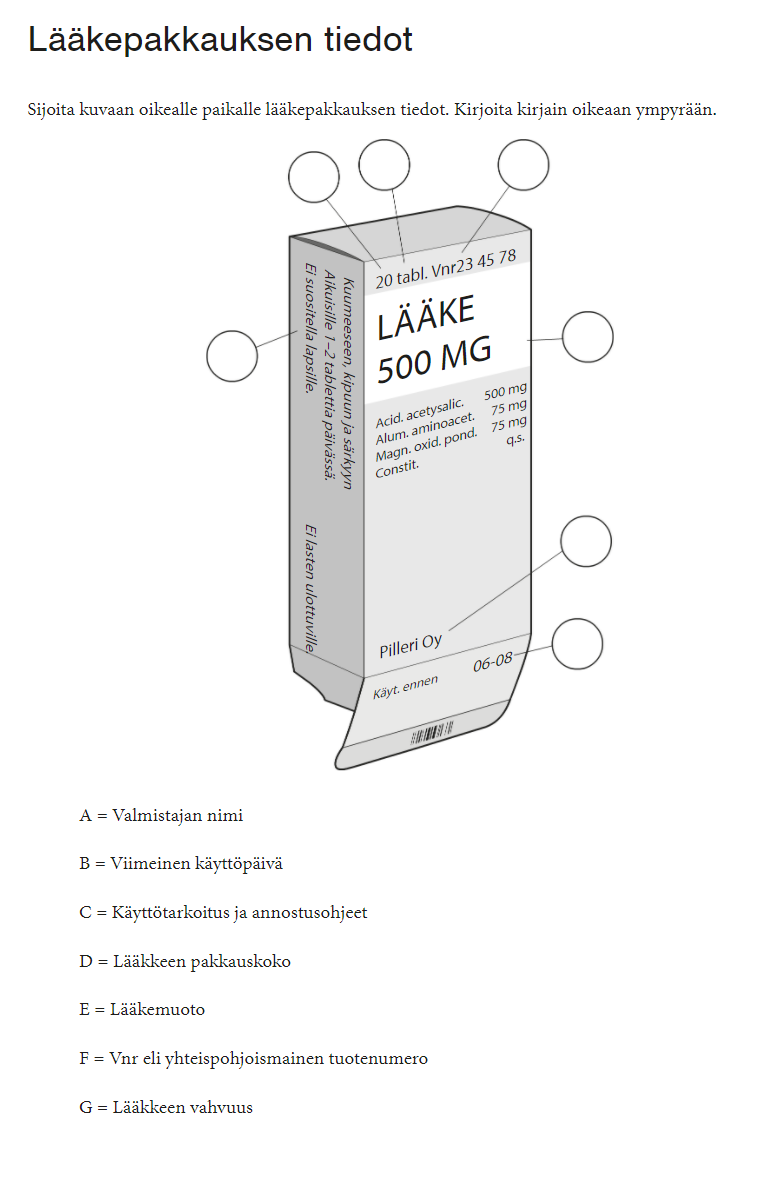 Lääkepakkauksen tiedot
Sijoita kuvaan oikealle paikalle lääkepakkauksen tiedot. Kirjoita kirjain oikeaan ympyrään.
20 tabl. Vnr23 45 78
LÄÄKE
500 MG
Kuumeeseen, kipuun ja särkyyn
Aikuisille 1–2 tablettia päivässä.
Ei suositella lapsille.
Ei lasten ulottuville.
Acid. acetysalic. 500 mg
Alum. aminoacet. 75 mg
Magn. oxid. pond. 75 mg
Constit. q.s.
Pilleri Oy
Käyt. ennen 06-08
A = Valmistajan nimi
B = Viimeinen käyttöpäivä
C = Käyttötarkoitus ja annostusohjeet
D = Lääkkeen pakkauskoko
E = Lääkemuoto
F = Vnr eli yhteispohjoismainen tuotenumero
G = Lääkkeen vahvuus